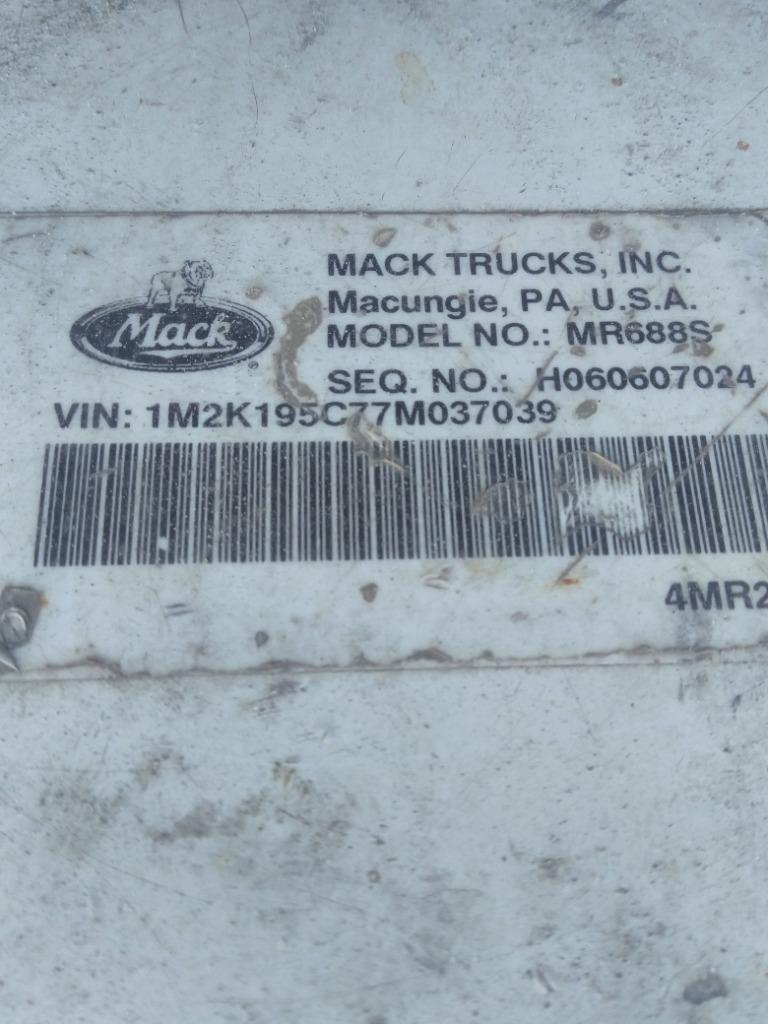 MACK TRUCKS, INC.
Mack
®
Macungie, PA, U.S.A.
MODEL NO.: MR688S
SEQ. NO.: H060607024
VIN: 1M2K195C77M037039
4MR2